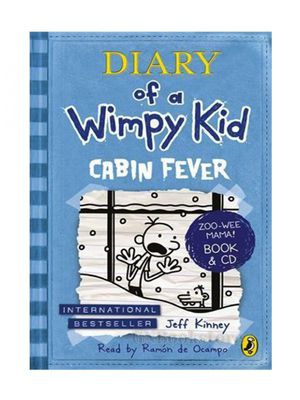 DIARY
of a
Wimpy Kid
CABIN FEVER
ZOO-WEE
MAMA!
BOOK
& CD
INTERNATIONAL
BESTSELLER
Jeff Kinney
Read by Ramón de Ocampo